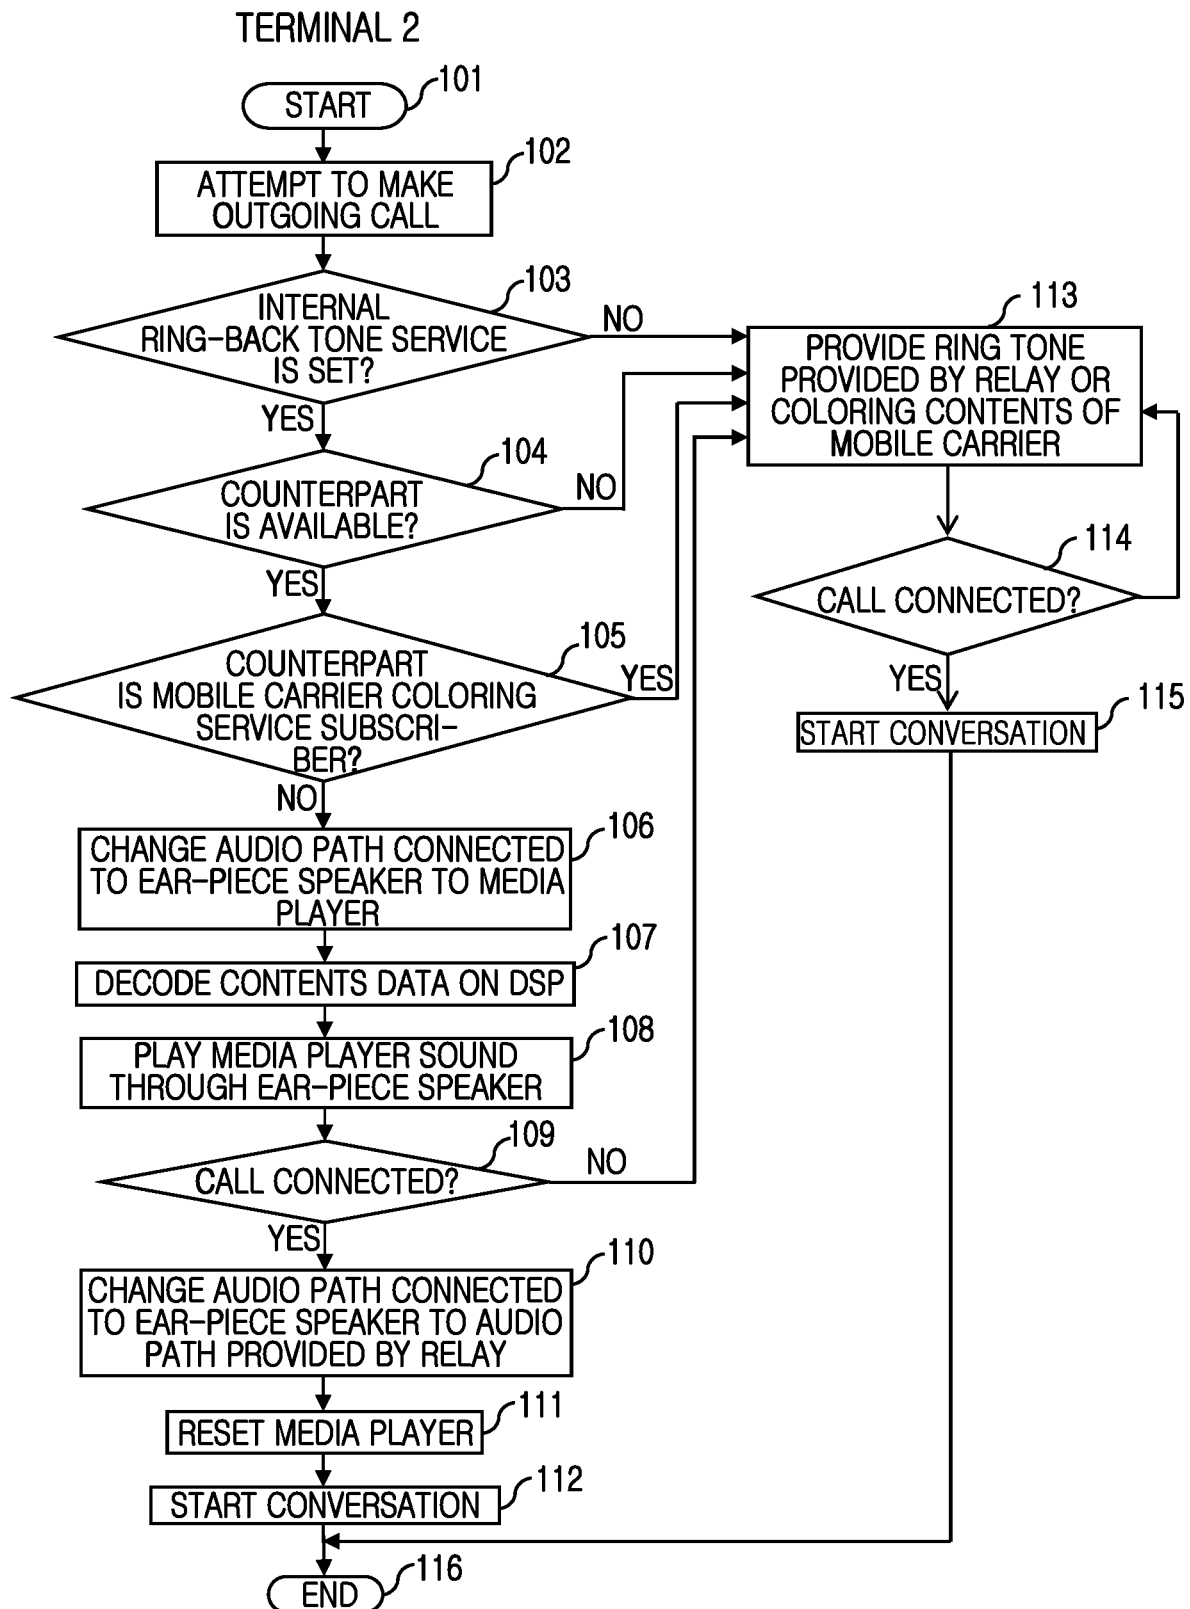 TERMINAL 2
START
101
102
ATTEMPT TO MAKE
OUTGOING CALL
103
INTERNAL
RING-BACK TONE SERVICE
IS SET?
NO
YES
104
COUNTERPART
IS AVAILABLE?
NO
YES
105
COUNTERPART
IS MOBILE CARRIER COLORING
SERVICE SUBSCRI-
BER?
YES
NO
106
CHANGE AUDIO PATH CONNECTED
TO EAR-PIECE SPEAKER TO MEDIA
PLAYER
107
DECODE CONTENTS DATA ON DSP
108
PLAY MEDIA PLAYER SOUND
THROUGH EAR-PIECE SPEAKER
109
CALL CONNECTED?
NO
YES
110
CHANGE AUDIO PATH CONNECTED
TO EAR-PIECE SPEAKER TO AUDIO
PATH PROVIDED BY RELAY
111
RESET MEDIA PLAYER
112
START CONVERSATION
113
PROVIDE RING TONE
PROVIDED BY RELAY OR
COLORING CONTENTS OF
MOBILE CARRIER
114
CALL CONNECTED?
YES
115
START CONVERSATION
116
END